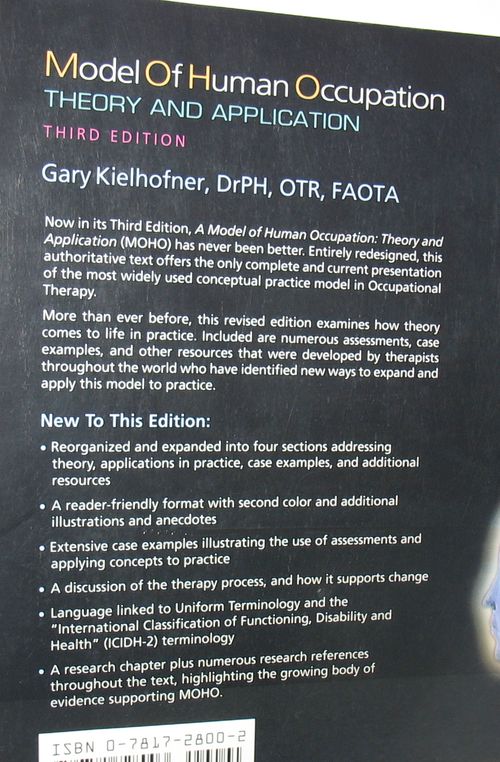 Model Of Human Occupation
THEORY AND APPLICATION
THIRD EDITION
Gary Kielhofner, DrPH, OTR, FAOTA
Now in its Third Edition, A Model of Human Occupation: Theory and
Application (MOHO) has never been better. Entirely redesigned, this
authoritative text offers the only complete and current presentation
of the most widely used conceptual practice model in Occupational
Therapy.
More than ever before, this revised edition examines how theory
comes to life in practice. Included are numerous assessments, case
examples, and other resources that were developed by therapists
throughout the world who have identified new ways to expand and
apply this model to practice.
New To This Edition:
• Reorganized and expanded into four sections addressing
theory, applications in practice, case examples, and additional
resources
• A reader-friendly format with second color and additional
illustrations and anecdotes
• Extensive case examples illustrating the use of assessments and
applying concepts to practice
• A discussion of the therapy process, and how it supports change
• Language linked to Uniform Terminology and the
"International Classification of Functioning, Disability and
Health" (ICIDH-2) terminology
• A research chapter plus numerous research references
throughout the text, highlighting the growing body of
evidence supporting MOHO.
ISBN 0-7817-2800-2